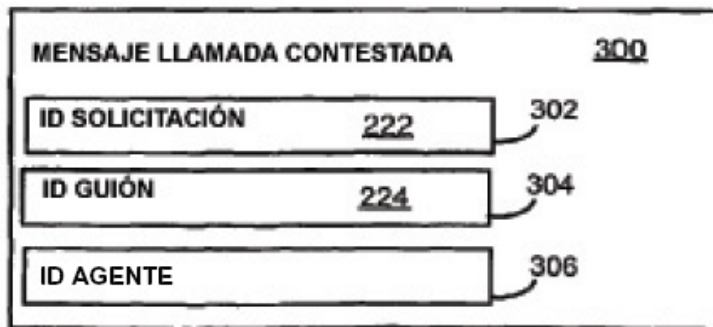 MENSAJE LLAMADA CONTESTADA 300
ID SOLICITACIÓN 222 302
ID GUIÓN 224 304
ID AGENTE 306